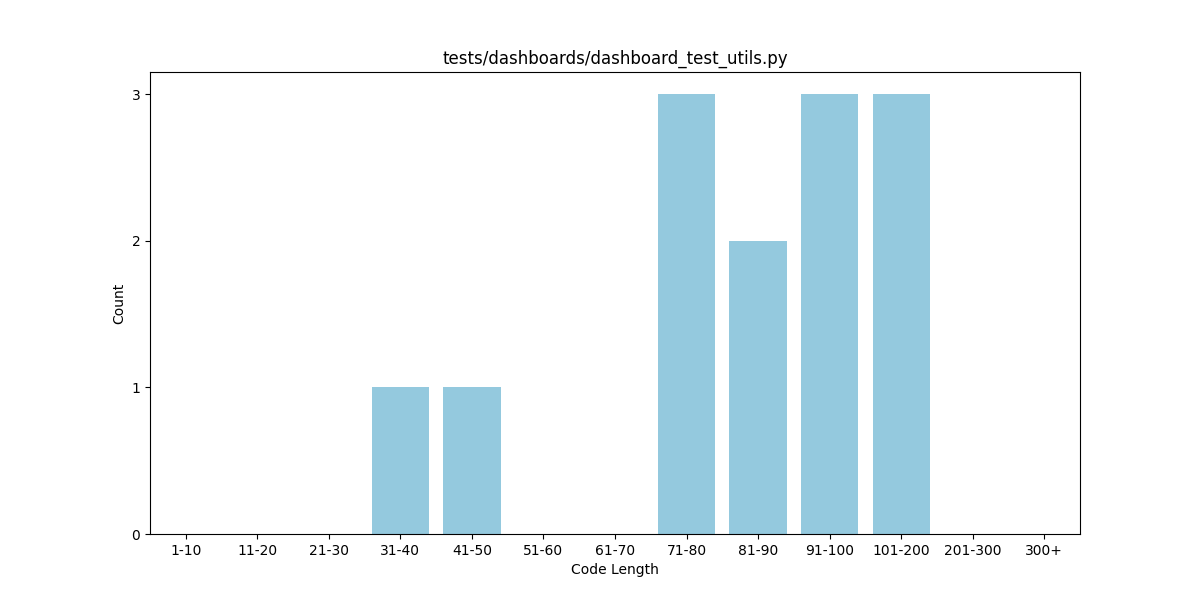 tests/dashboards/dashboard_test_utils.py
3
2
1
0
Count
1-10 11-20 21-30 31-40 41-50 51-60 61-70 71-80 81-90 91-100 101-200 201-300 300+
Code Length